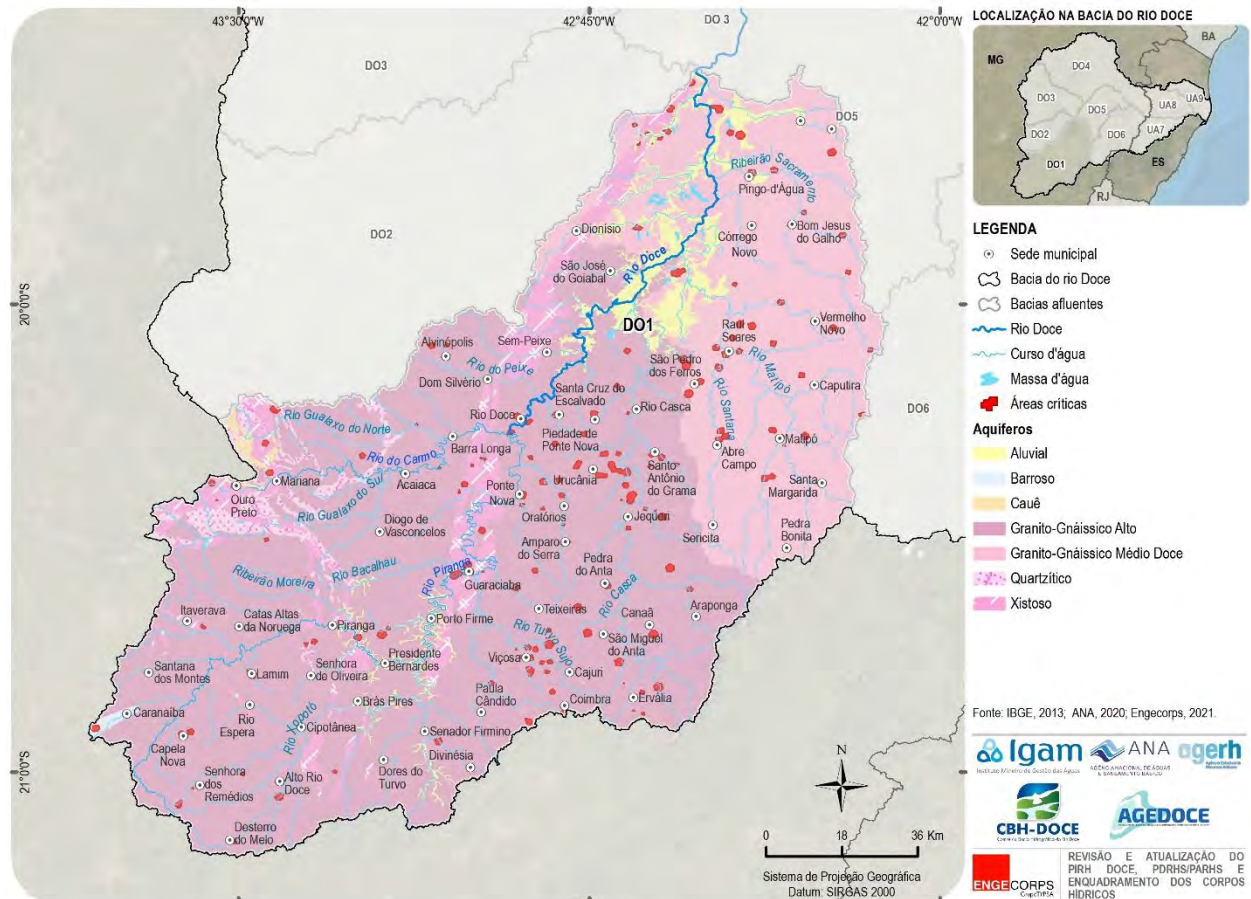 43°30'0"W
42°45'0"W
42°0'0"W
20°0'0"S
21°0'0"S
DO 3
DO3
DO5
DO2
DO6
DO1
Ribeirão Sacramento
Pingo-d'Água
Dionísio
Córrego
Novo
Bom Jesus
do Galho
São José
do Goiabal
Rio Doce
Vermelho
Novo
Raul
Soares
Alvinópolis
Sem-Peixe
Rio do Peixe
São Pedro
dos Ferros
Rio Matipó
Dom Silvério
Santa Cruz do
Escalvado
Caputira
Rio Santana
Rio Casca
Rio Gualaxo do Norte
Rio Doce
Piedade de
Ponte Nova
Matipó
Barra Longa
Rio do Carmo
Abre
Campo
Mariana
Acaiaca
Urucânia
Santo
Antônio
do Grama
Santa
Margarida
Ouro
Preto
Rio Gualaxo do Sul
Ponte
Nova
Oratórios
Jequeri
Diogo de
Vasconcelos
Sericita
Pedra
Bonita
Amparo
do Serra
Rio Bacalhau
Ribeirão Moreira
Rio Piranga
Guaraciaba
Pedra
do Anta
Rio Casca
Itaverava
Catas Altas
da Noruega
Piranga
Porto Firme
Teixeiras
Canaã
Araponga
Rio Turvo Sujo
São Miguel
do Anta
Presidente
Bernardes
Viçosa
Santana
dos Montes
Lamim
Senhora
de Oliveira
Cajuri
Paula
Cândido
Coimbra
Ervália
Brás Pires
Caranaíba
Rio
Espera
Rio Xopotó
Cipotânea
Senador Firmino
Capela
Nova
Divinésia
Senhora
dos
Remédios
Alto Rio
Doce
Dores do
Turvo
Desterro
do Melo
N
0 18 36 Km
Sistema de Projeção Geográfica
Datum: SIRGAS 2000
LOCALIZAÇÃO NA BACIA DO RIO DOCE
BA
MG
DO4
DO3
DO5
UA8
UA9
DO2
DO6
UA7
DO1
ES
RJ
LEGENDA
Sede municipal
Bacia do rio Doce
Bacias afluentes
Rio Doce
Curso d'água
Massa d'água
Áreas críticas
Aquíferos
Aluvial
Barroso
Cauê
Granito-Gnáissico Alto
Granito-Gnáissico Médio Doce
Quartzítico
Xistoso
Fonte: IBGE, 2013; ANA, 2020; Engecorps, 2021.
Igam
Instituto Mineiro de Gestão das Águas
ANA
AGÊNCIA NACIONAL DE ÁGUAS
E SANEAMENTO BÁSICO
agerh
CBH-DOCE
AGEDOCE
ENGECORPS
REVISÃO E ATUALIZAÇÃO DO
PIRH DOCE, PDRHS/PARHS E
ENQUADRAMENTO DOS CORPOS
HÍDRICOS